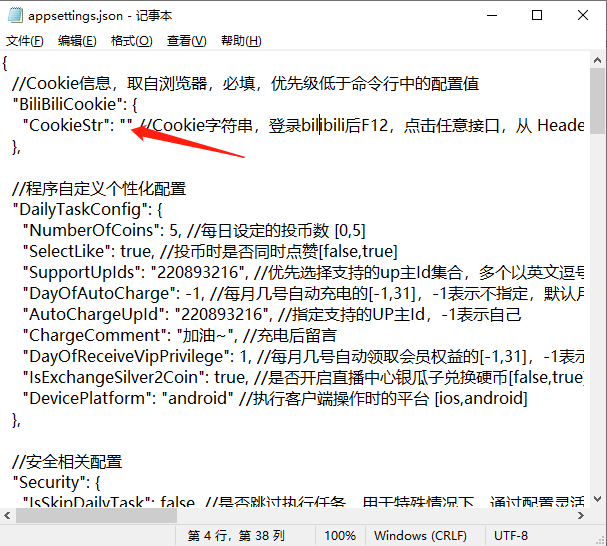 appsettings.json - 记事本
文件(F) 编辑(E) 格式(O) 查看(V) 帮助(H)
{
//Cookie信息，取自浏览器，必填，优先级低于命令行中的配置值
"BiliBiliCookie": {
"CookieStr": "" //Cookie字符串，登录bilibili后F12，点击任意接口，从 Heade
},
//程序自定义个性化配置
"DailyTaskConfig": {
"NumberOfCoins": 5, //每日设定的投币数 [0,5]
"SelectLike": true, //投币时是否同时点赞[false,true]
"SupportUpIds": "220893216", //优先选择支持的up主Id集合，多个以英文逗号
"DayOfAutoCharge": -1, //每月几号自动充电的[-1,31]，-1表示不指定，默认月
"AutoChargeUpId": "220893216", //指定支持的UP主Id，-1表示自己
"ChargeComment": "加油~", //充电后留言
"DayOfReceiveVipPrivilege": 1, //每月几号自动领取会员权益的[-1,31]，-1表示
"IsExchangeSilver2Coin": true, //是否开启直播中心银瓜子兑换硬币[false,true]
"DevicePlatform": "android" //执行客户端操作时的平台 [ios,android]
},
//安全相关配置
"Security": {
"IsSkipDailyTask": false, //是否跳过执行任务，用于特殊情况下，通过配置灵活
第 4 行，第 38 列 100% Windows (CRLF) UTF-8